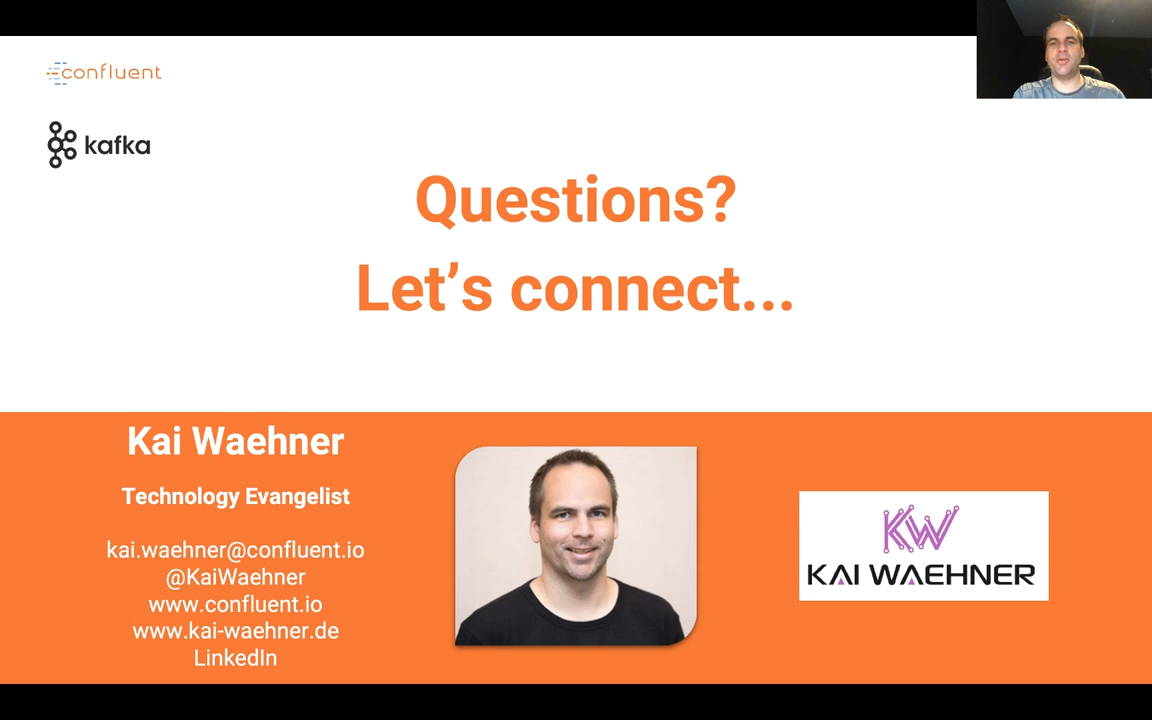 confluent
kafka
Questions?
Let’s connect...
Kai Waehner
Technology Evangelist
kai.waehner@confluent.io
@KaiWaehner
www.confluent.io
www.kai-waehner.de
LinkedIn
KW
KAI WAEHNER